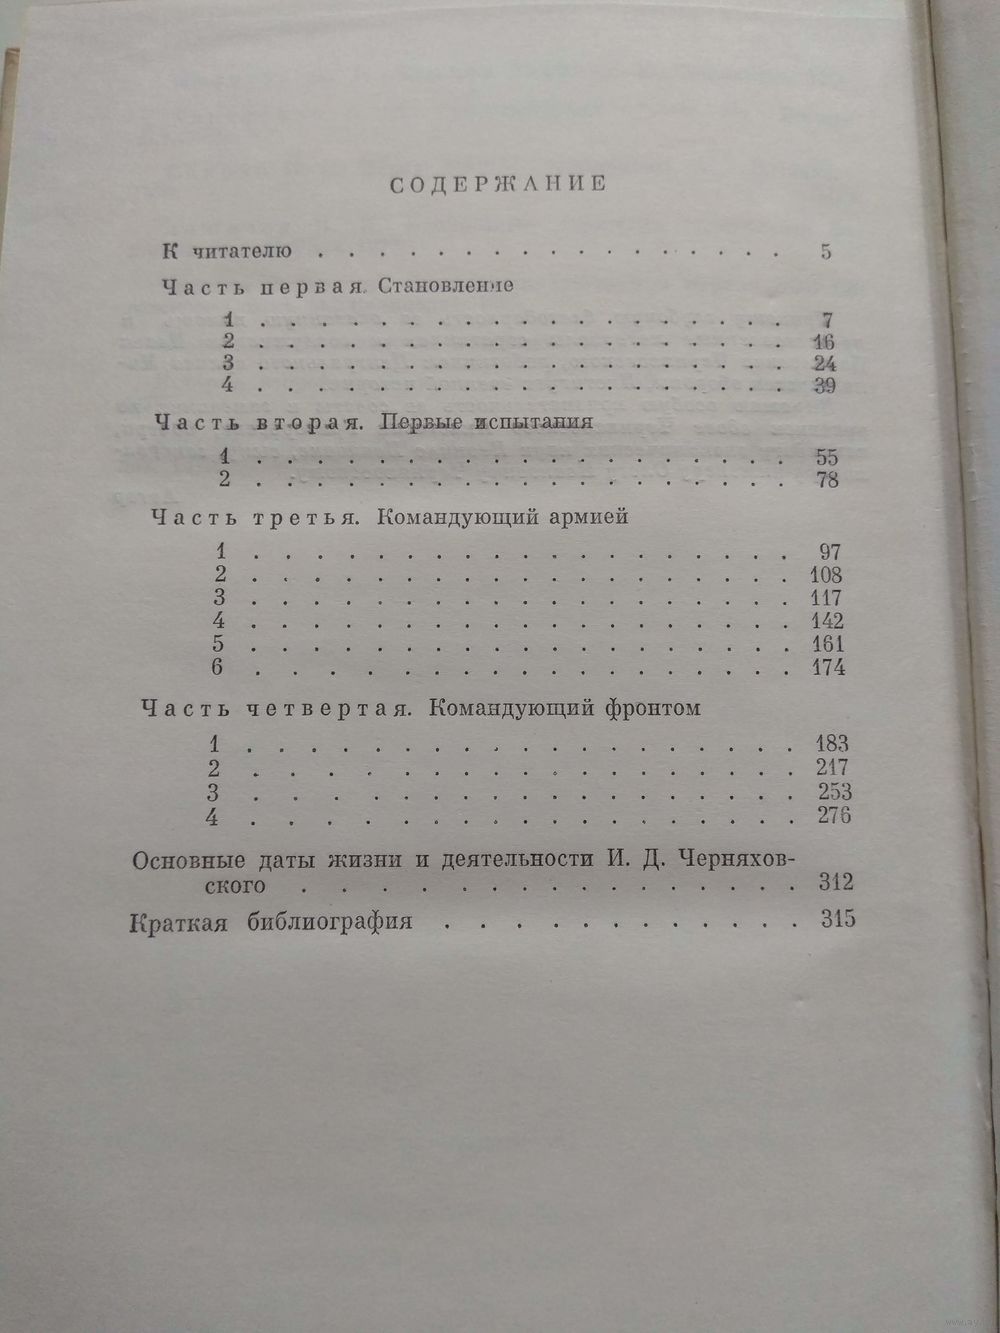 СОДЕРЖАНИЕ
К читателю . . . . . . . . . . . . . . . . 5
Часть первая. Становление
1 . . . . . . . . . . . . . . . . . . 7
2 . . . . . . . . . . . . . . . . . . 16
3 . . . . . . . . . . . . . . . . . . 24
4 . . . . . . . . . . . . . . . . . . 39
Часть вторая. Первые испытания
1 . . . . . . . . . . . . . . . . . . 55
2 . . . . . . . . . . . . . . . . . . 78
Часть третья. Командующий армией
1 . . . . . . . . . . . . . . . . . . 97
2 . . . . . . . . . . . . . . . . . . 108
3 . . . . . . . . . . . . . . . . . . 117
4 . . . . . . . . . . . . . . . . . . 142
5 . . . . . . . . . . . . . . . . . . 161
6 . . . . . . . . . . . . . . . . . 174
Часть четвертая. Командующий фронтом
1 . . . . . . . . . . . . . . . . . . 183
2 . . . . . . . . . . . . . . . . . 217
3 . . . . . . . . . . . . . . . . . 253
4 . . . . . . . . . . . . . . . . . 276
Основные даты жизни и деятельности И. Д. Черняхов-
ского . . . . . . . . . . . . . . 312
Краткая библиография . . . . . . . . . . 315